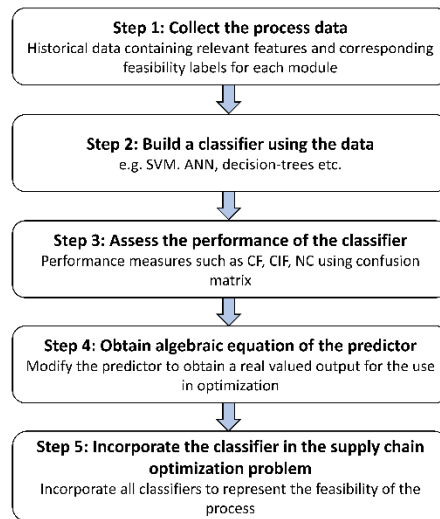 Step 1: Collect the process data
Historical data containing relevant features and corresponding
feasibility labels for each module
Step 2: Build a classifier using the data
e.g. SVM. ANN, decision-trees etc.
Step 3: Assess the performance of the classifier
Performance measures such as CF, CIF, NC using confusion
matrix
Step 4: Obtain algebraic equation of the predictor
Modify the predictor to obtain a real valued output for the use
in optimization
Step 5: Incorporate the classifier in the supply chain
optimization problem
Incorporate all classifiers to represent the feasibility of the
process